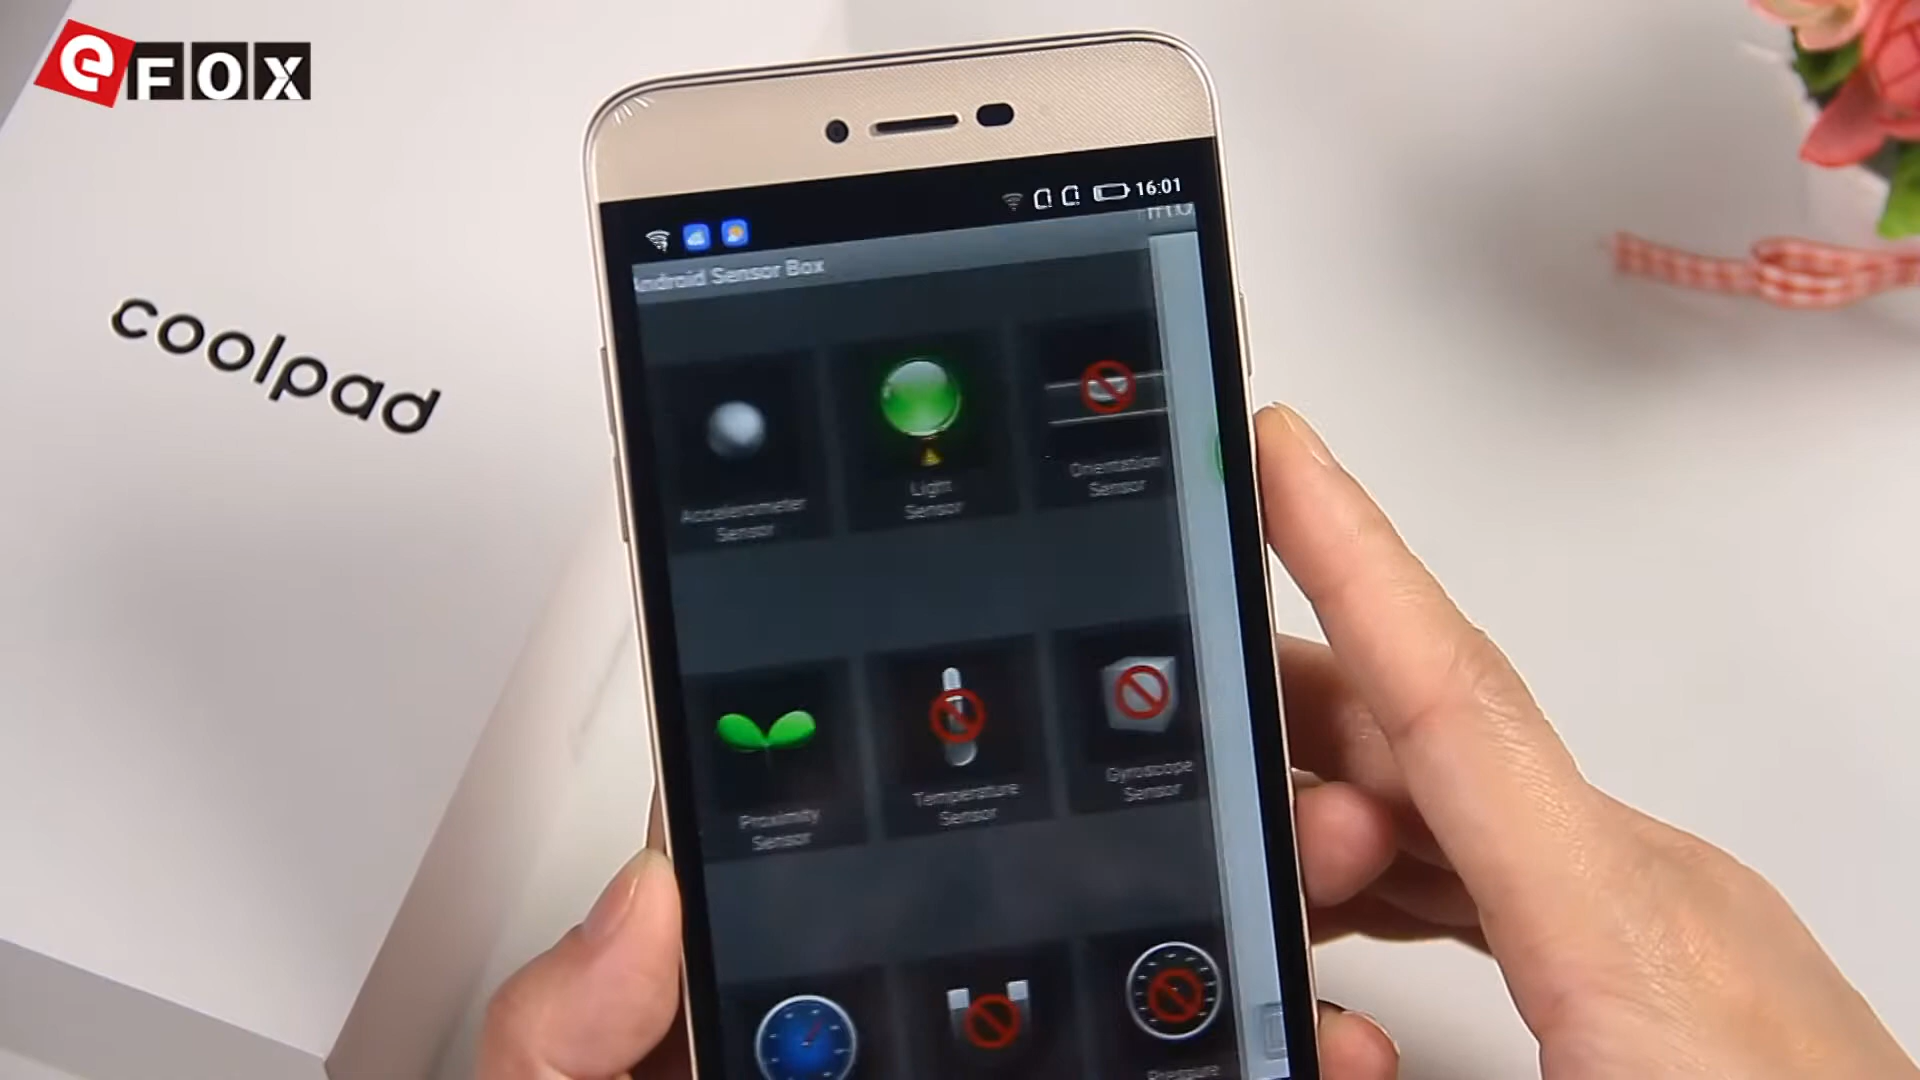 eFOX
16:01
Android Sensor Box
coolpad
Accelerometer
Sensor
Light
Sensor
Orientation
Sensor
Proximity
Sensor
Temperature
Sensor
Gyroscope
Sensor
Pressure